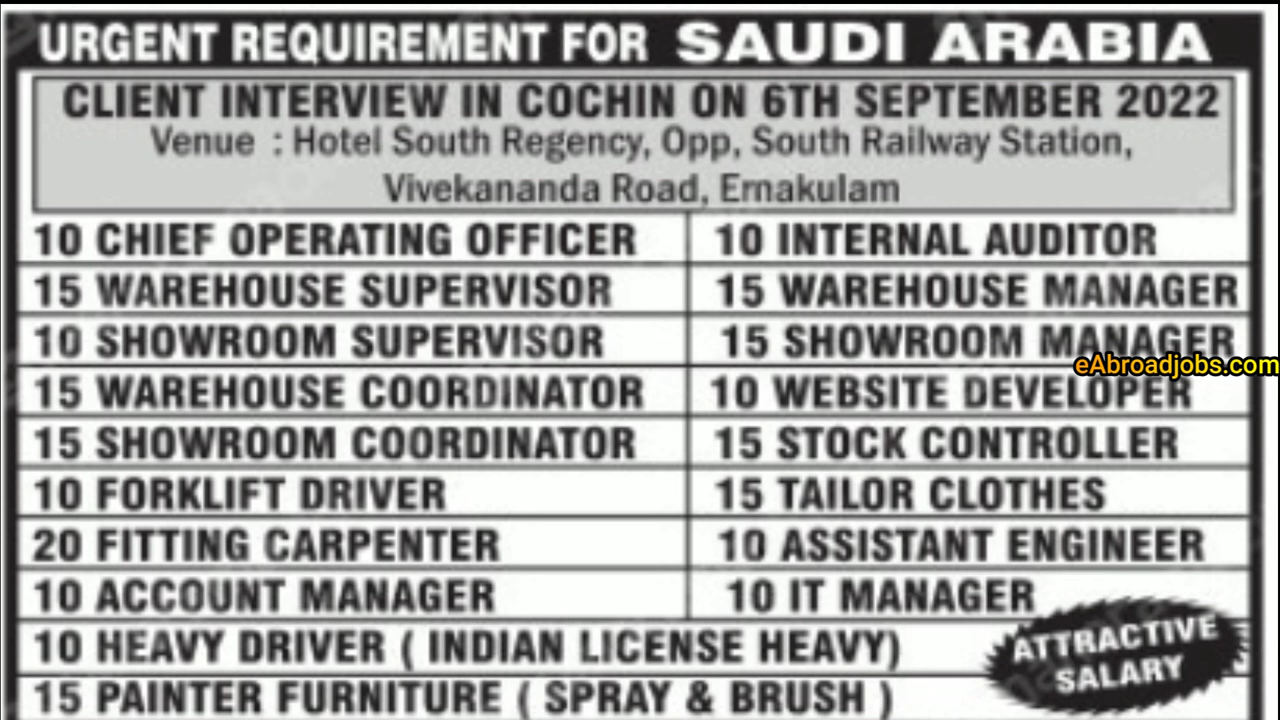 URGENT REQUIREMENT FOR SAUDI ARABIA
CLIENT INTERVIEW IN COCHIN ON 6TH SEPTEMBER 2022
Venue : Hotel South Regency, Opp, South Railway Station,
Vivekananda Road, Ernakulam
10 CHIEF OPERATING OFFICER
10 INTERNAL AUDITOR
15 WAREHOUSE SUPERVISOR
15 WAREHOUSE MANAGER
10 SHOWROOM SUPERVISOR
15 SHOWROOM MANAGER
eAbroadjobs.com
15 WAREHOUSE COORDINATOR
10 WEBSITE DEVELOPER
15 SHOWROOM COORDINATOR
15 STOCK CONTROLLER
10 FORKLIFT DRIVER
15 TAILOR CLOTHES
20 FITTING CARPENTER
10 ASSISTANT ENGINEER
10 ACCOUNT MANAGER
10 IT MANAGER
10 HEAVY DRIVER ( INDIAN LICENSE HEAVY)
15 PAINTER FURNITURE ( SPRAY & BRUSH )
ATTRACTIVE
SALARY